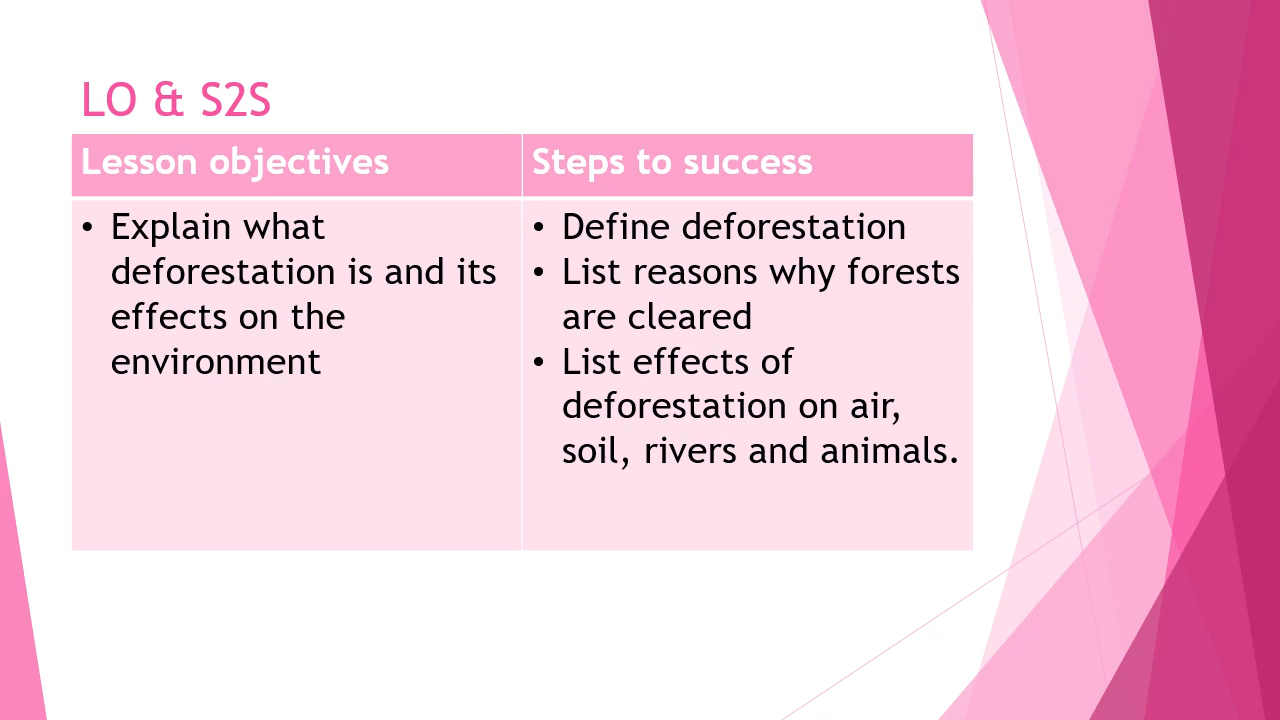 LO & S2S
Lesson objectives
Steps to success
• Explain what
deforestation is and its
effects on the
environment
• Define deforestation
• List reasons why forests
are cleared
• List effects of
deforestation on air,
soil, rivers and animals.